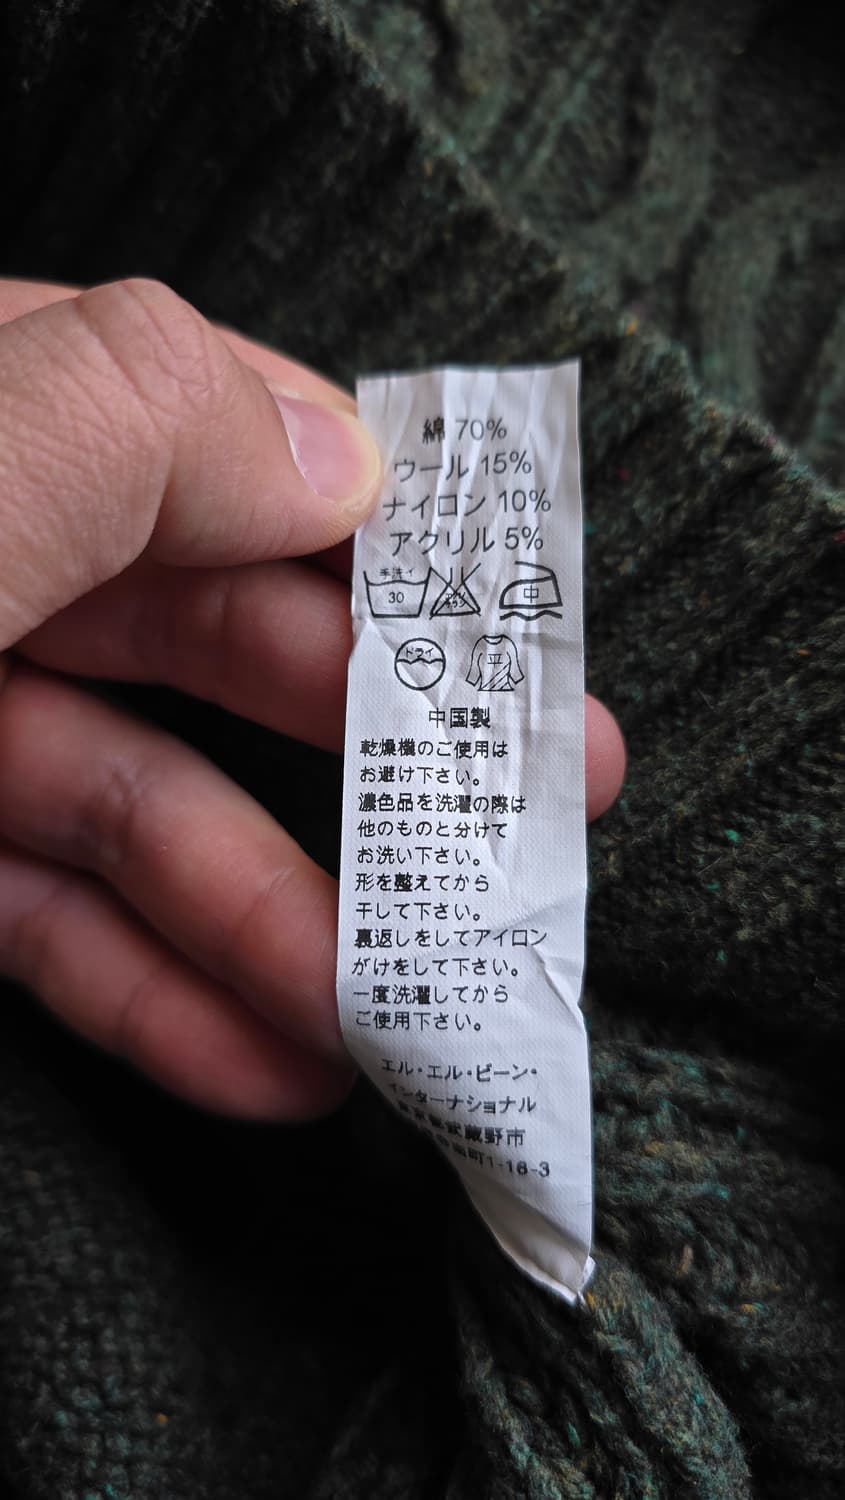 綿 70%
ウール 15%
ナイロン 10%
アクリル 5%
手洗イ
30
中
ドライ
平
中国製
乾燥機のご使用は
お避け下さい。
濃色品を洗濯の際は
他のものと分けて
お洗い下さい。
形を整えてから
干して下さい。
裏返しをしてアイロン
がけをして下さい。
一度洗濯してから
ご使用下さい。
エル・エル・ビーン・
インターナショナル
武蔵野市
町1-16-3